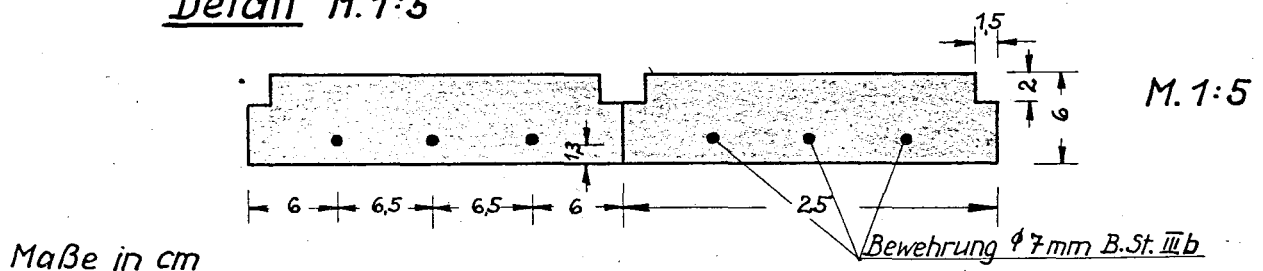 Detail M. 1:5
1,5
M. 1:5
2
6
1,3
6 6,5 6,5 6 25
Bewehrung ϕ 7mm B.St. III b
Maße in cm